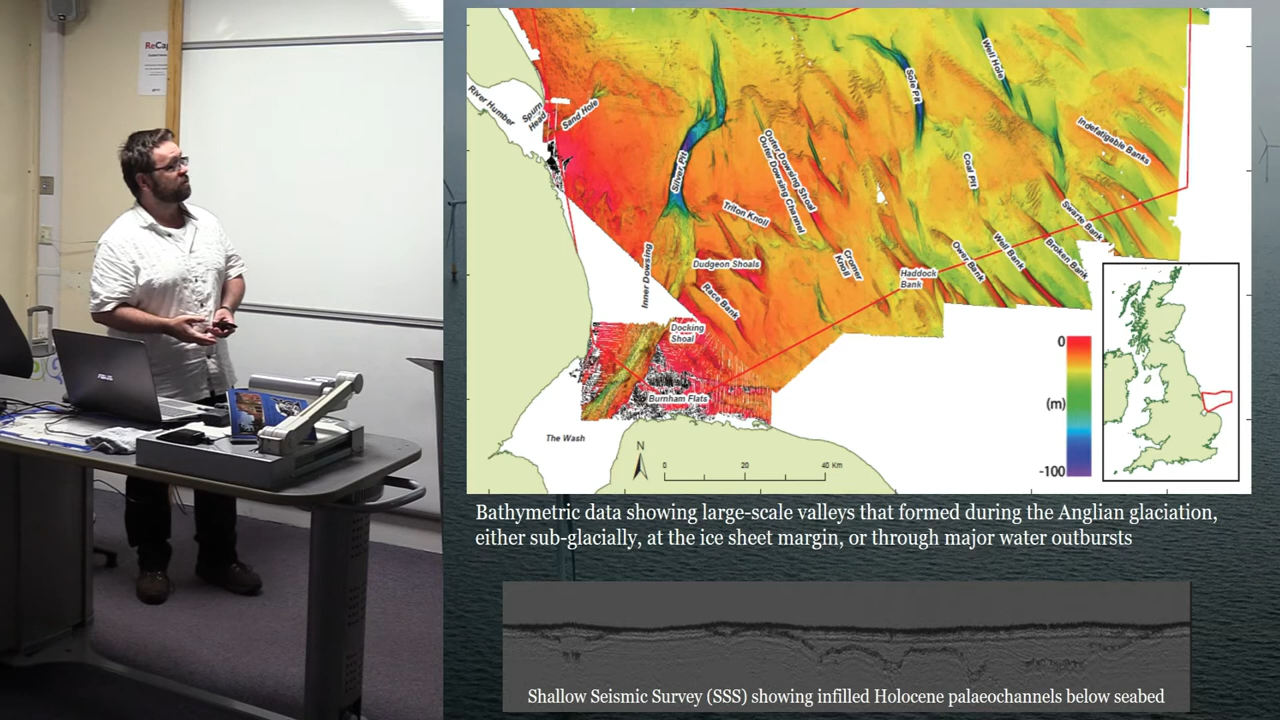 ReCap
ASUS
River Humber
Spurn
Head
Sand Hole
Silver Pit
Sole Pit
Well Hole
Indefatigable Banks
Outer Dowsing Shoal
Outer Dowsing Channel
Coal Pit
Triton Knoll
Swarte Bank
Inner Dowsing
Dudgeon Shoals
Cromer
Knoll
Ower Bank
Well Bank
Broken Bank
Haddock
Bank
Race Bank
Docking
Shoal
Burnham Flats
The Wash
N
0 20 40 Km
0
(m)
-100
Bathymetric data showing large-scale valleys that formed during the Anglian glaciation,
either sub-glacially, at the ice sheet margin, or through major water outbursts
Shallow Seismic Survey (SSS) showing infilled Holocene palaeochannels below seabed